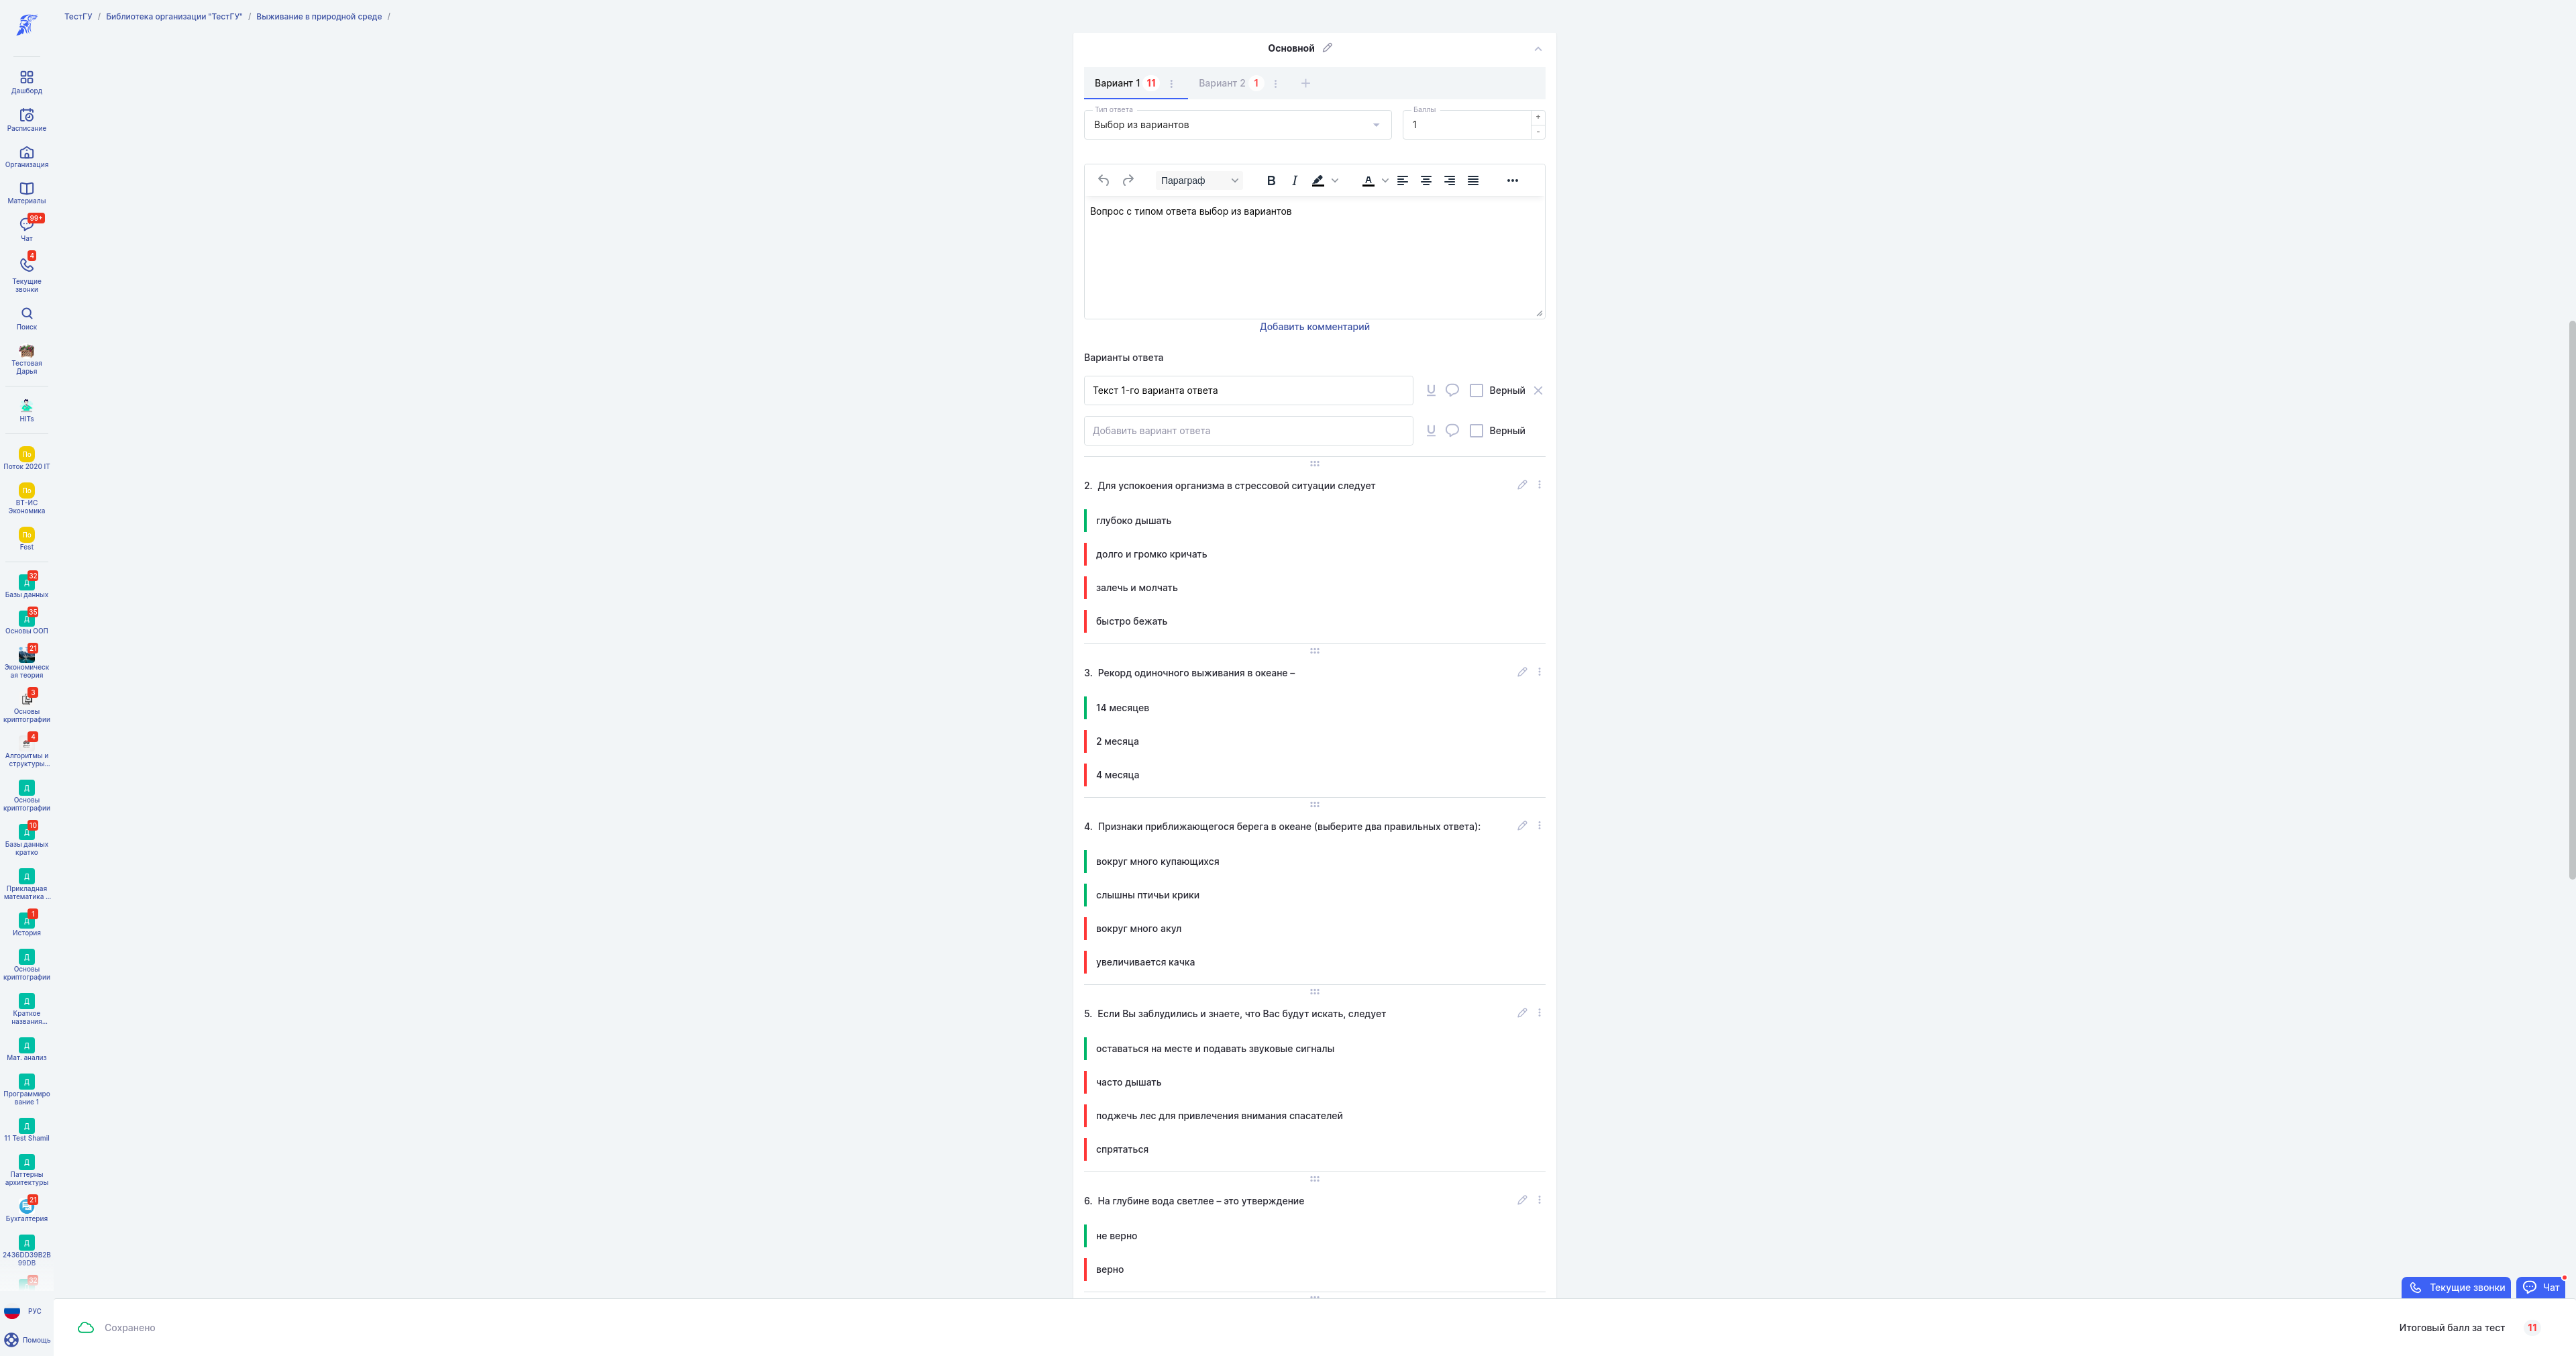 ТестГУ / Библиотека организации "ТестГУ" / Выживание в природной среде /
Дашборд
Расписание
Организация
Материалы
99+
Чат
4
Текущие
звонки
Поиск
Тестовая
Дарья
HITs
По
Поток 2020 IT
По
ВТ-ИС
Экономика
По
Fest
32
Д
Базы данных
35
Д
Основы ООП
21
Экономическ
ая теория
3
Основы
криптографии
4
Алгоритмы и
структуры...
Д
Основы
криптографии
10
Д
Базы данных
кратко
Д
Прикладная
математика ...
1
Д
История
Д
Основы
криптографии
Д
Краткое
названия...
Д
Мат. анализ
Д
Программиро
вание 1
Д
11 Test Shamil
Д
Паттерны
архитектуры
21
Бухгалтерия
Д
2436DD39B2B
99DB
32
РУС
Помощь
Основной
Вариант 1 11
Вариант 2 1
+
Тип ответа
Выбор из вариантов
Баллы
1
+
-
Параграф
B I A
Вопрос с типом ответа выбор из вариантов
Добавить комментарий
Варианты ответа
Текст 1-го варианта ответа
Верный
Добавить вариант ответа
Верный
2. Для успокоения организма в стрессовой ситуации следует
глубоко дышать
долго и громко кричать
залечь и молчать
быстро бежать
3. Рекорд одиночного выживания в океане –
14 месяцев
2 месяца
4 месяца
4. Признаки приближающегося берега в океане (выберите два правильных ответа):
вокруг много купающихся
слышны птичьи крики
вокруг много акул
увеличивается качка
5. Если Вы заблудились и знаете, что Вас будут искать, следует
оставаться на месте и подавать звуковые сигналы
часто дышать
поджечь лес для привлечения внимания спасателей
спрятаться
6. На глубине вода светлее – это утверждение
не верно
верно
Текущие звонки
Чат
Сохранено
Итоговый балл за тест 11